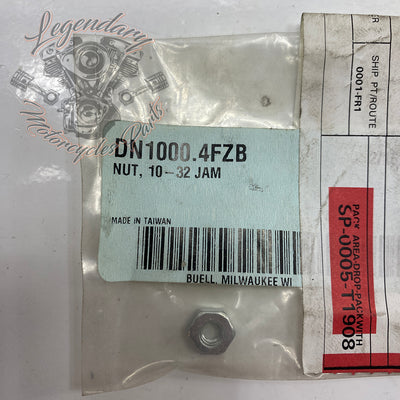 Legendary
Motorcycles Parts
DN1000.4FZB
NUT, 10-32 JAM
MADE IN TAIWAN
BUELL, MILWAUKEE WI
SHIP PT/ROUTE
0001-FR1
PACK AREA-DROP-PACKWITH
SP-0005-T1908